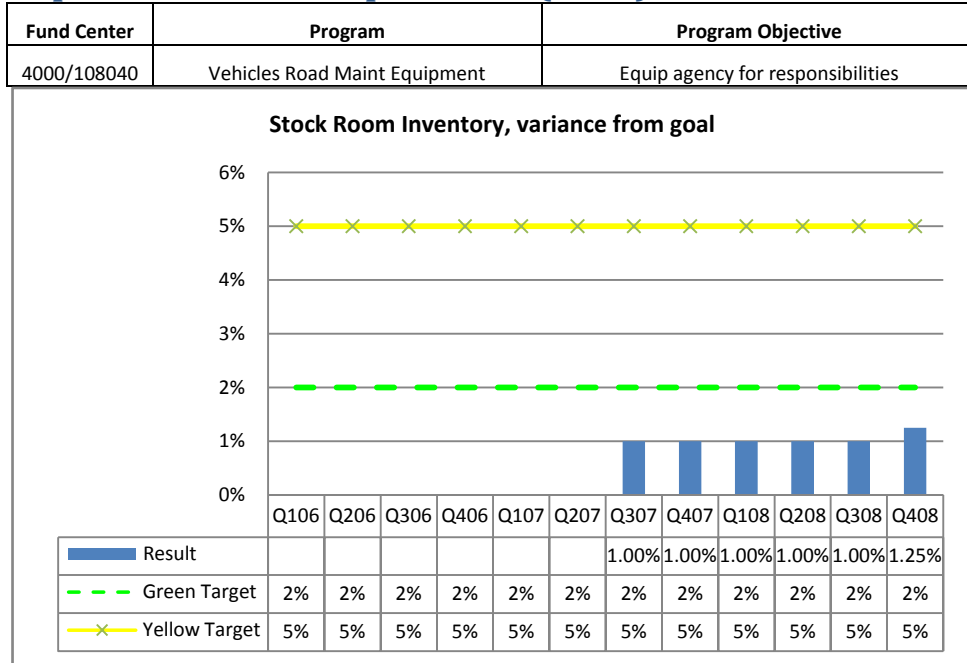 Fund Center Program Program Objective
4000/108040 Vehicles Road Maint Equipment Equip agency for responsibilities
Stock Room Inventory, variance from goal
6%
5%
4%
3%
2%
1%
0%
Q106 Q206 Q306 Q406 Q107 Q207 Q307 Q407 Q108 Q208 Q308 Q408
Result 1.00% 1.00% 1.00% 1.00% 1.00% 1.25%
Green Target 2% 2% 2% 2% 2% 2% 2% 2% 2% 2% 2% 2%
Yellow Target 5% 5% 5% 5% 5% 5% 5% 5% 5% 5% 5% 5%